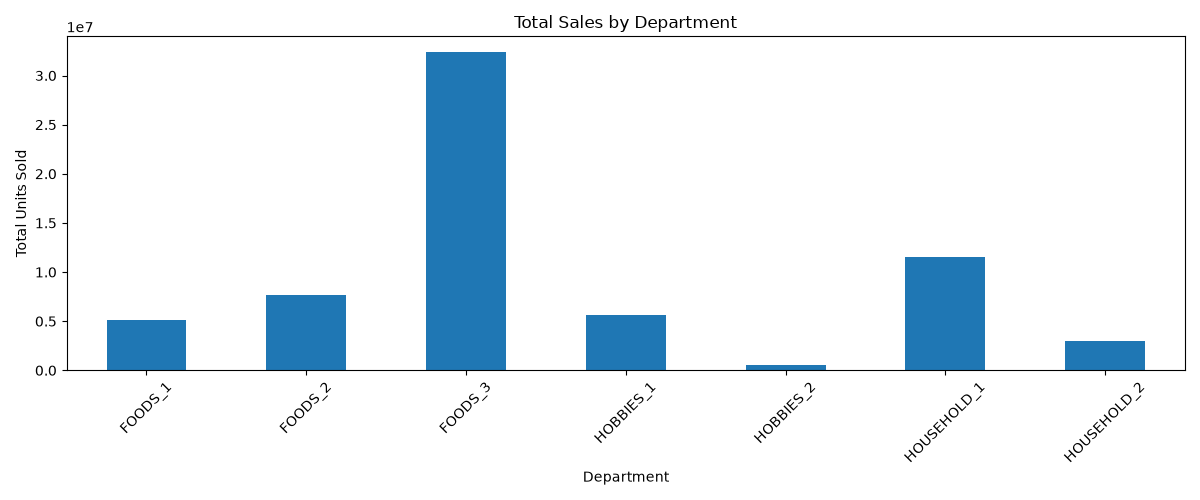 Total Sales by Department
1e7
Total Units Sold
3.0
2.5
2.0
1.5
1.0
0.5
0.0
FOODS_1
FOODS_2
FOODS_3
HOBBIES_1
HOBBIES_2
HOUSEHOLD_1
HOUSEHOLD_2
Department